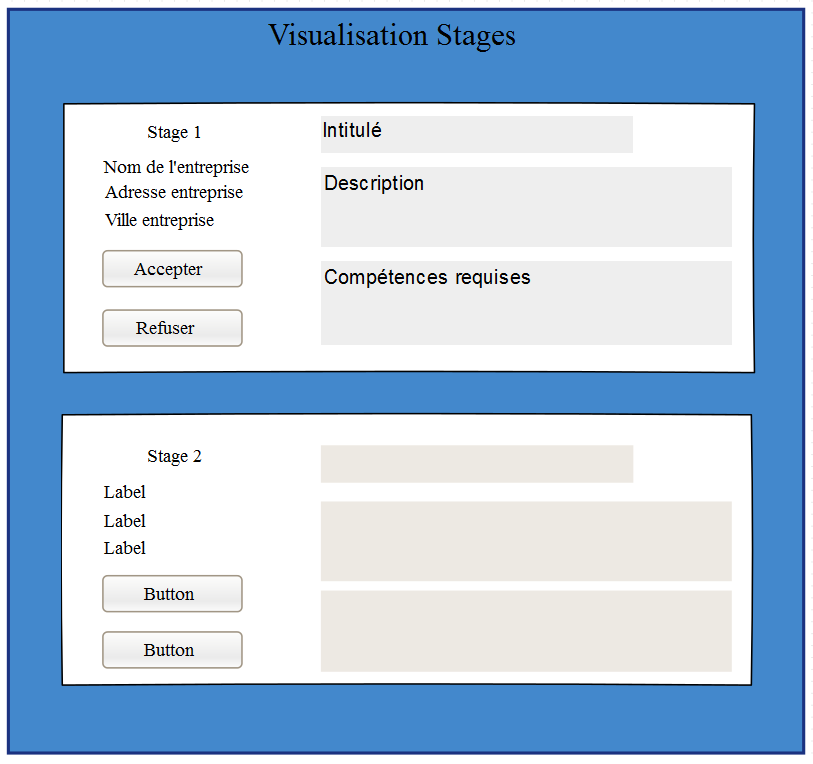 Visualisation Stages
Stage 1
Nom de l'entreprise
Adresse entreprise
Ville entreprise
Accepter
Refuser
Intitulé
Description
Compétences requises
Stage 2
Label
Label
Label
Button
Button